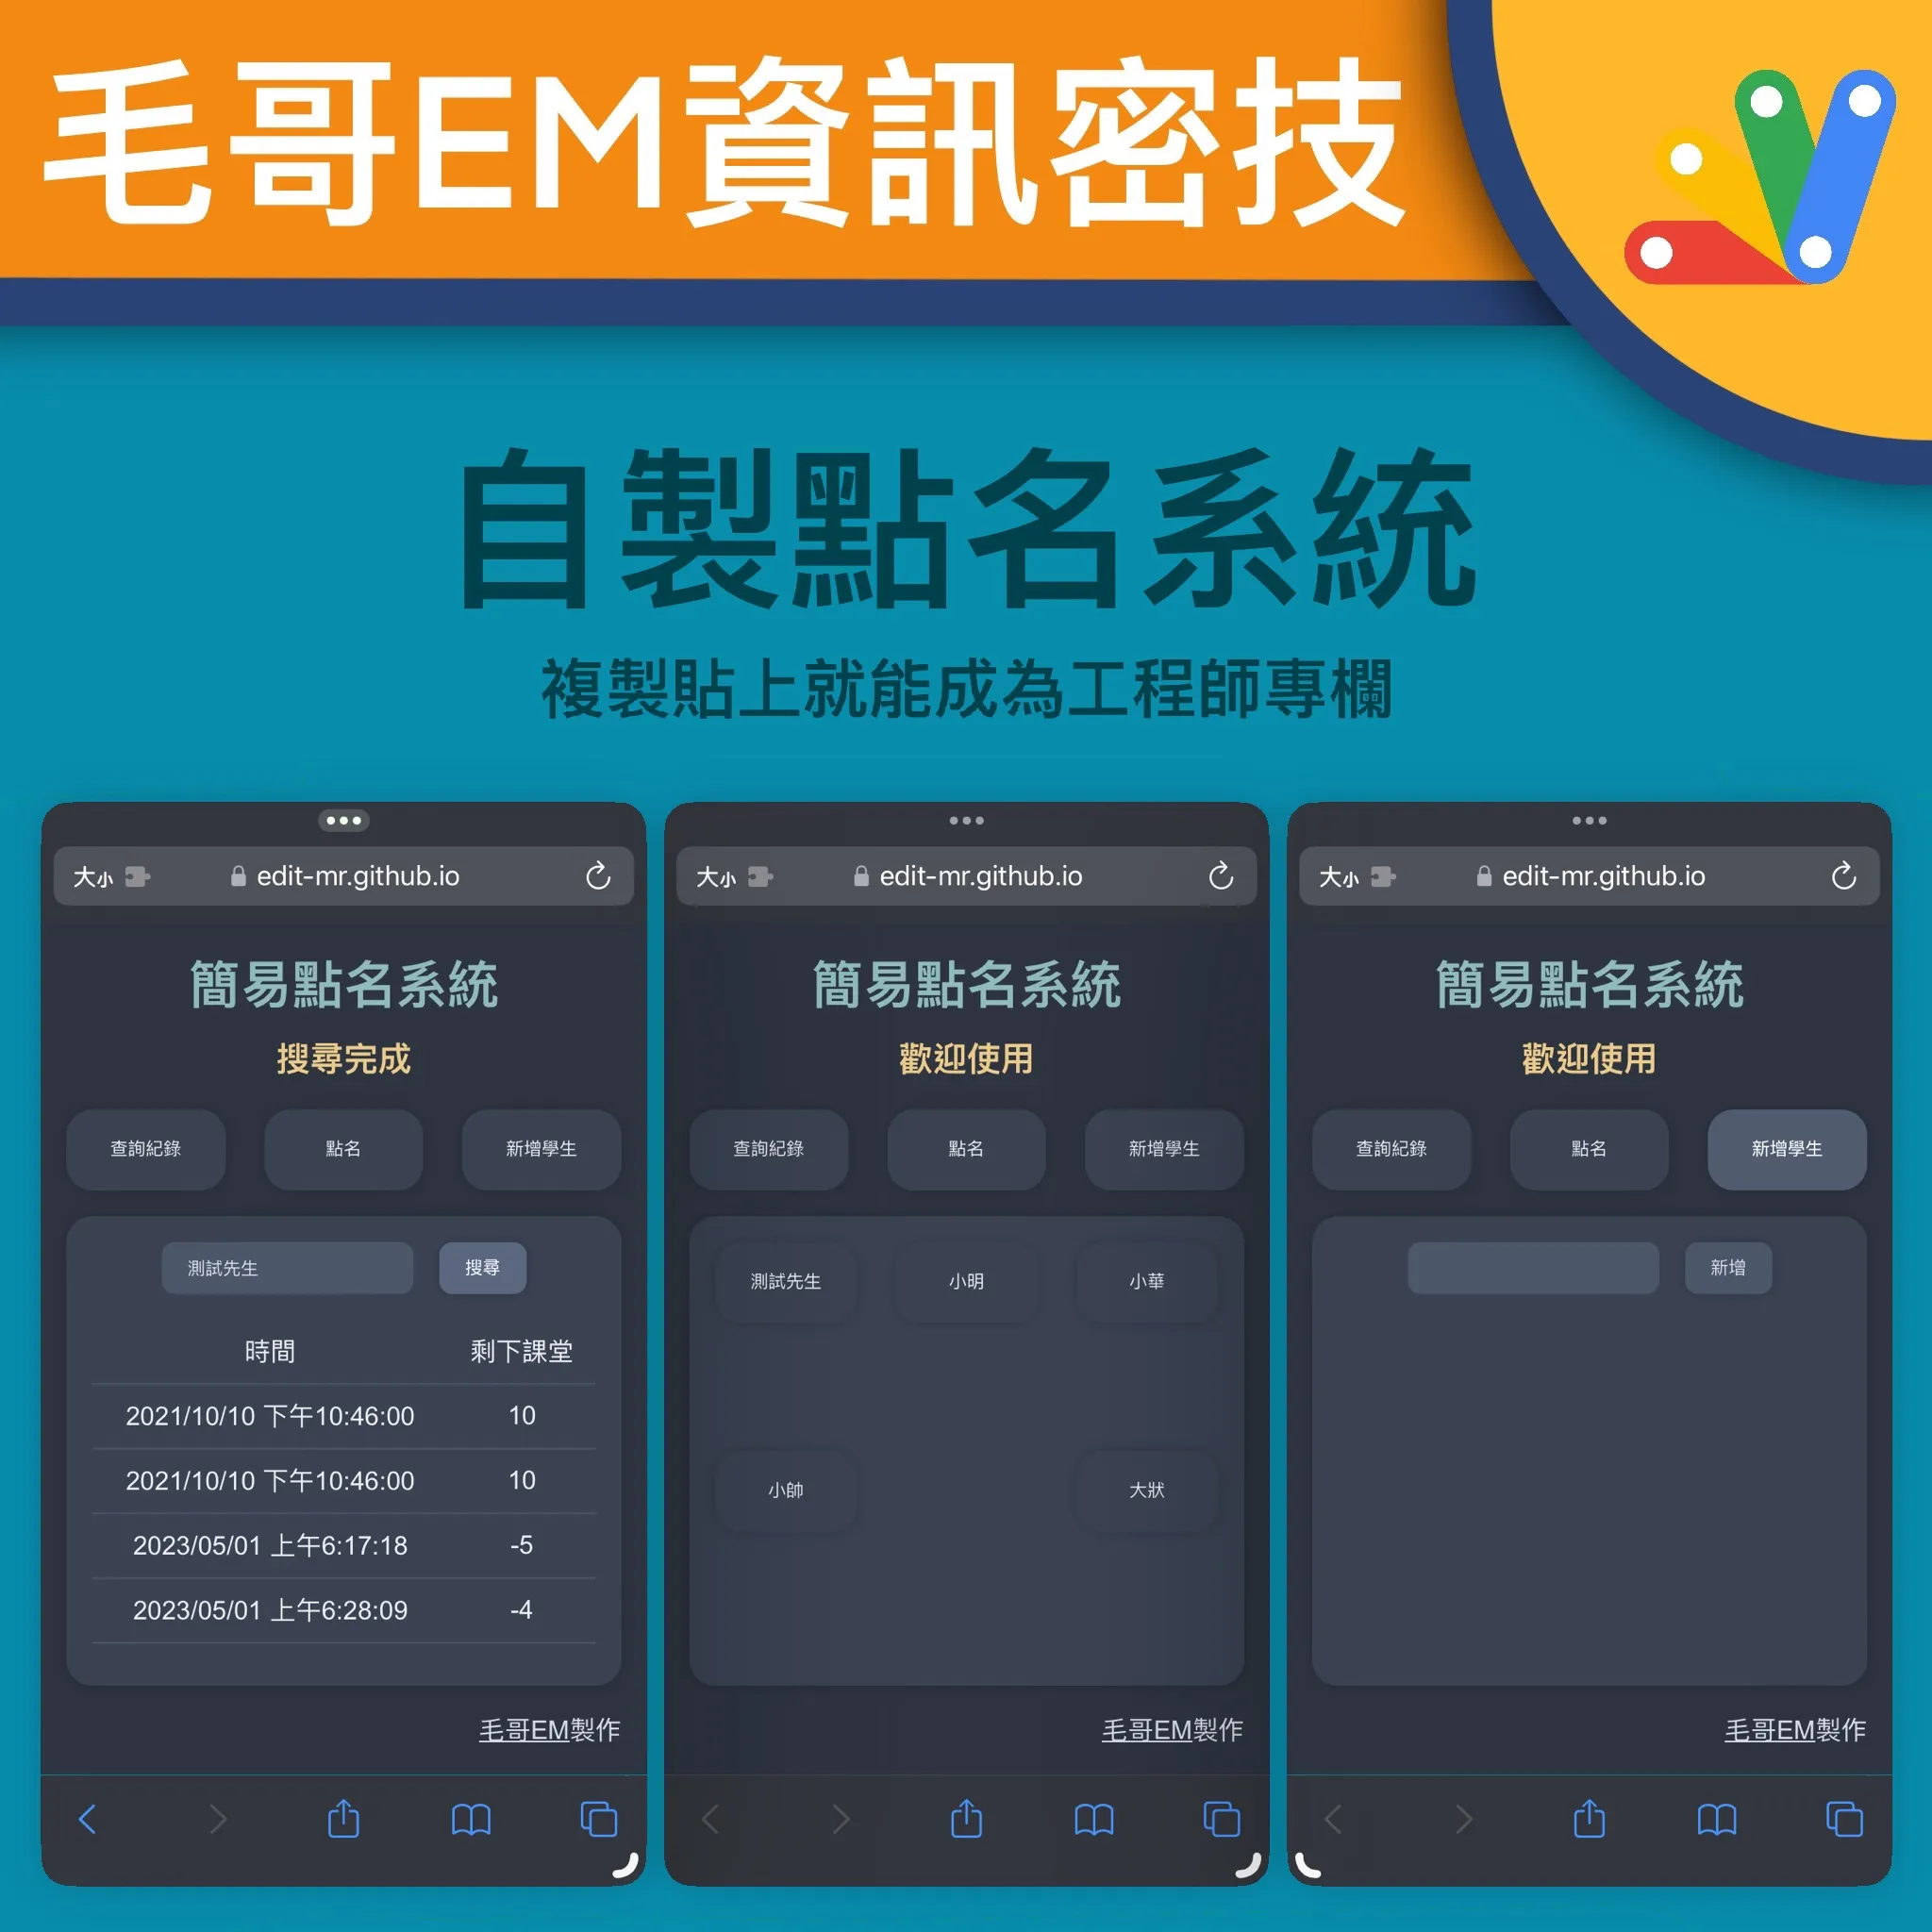 毛哥EM資訊密技
自製點名系統
複製貼上就能成為工程師專欄
大小 edit-mr.github.io
簡易點名系統
搜尋完成
查詢紀錄 點名 新增學生
測試先生 搜尋
時間 剩下課堂
2021/10/10 下午10:46:00 10
2021/10/10 下午10:46:00 10
2023/05/01 上午6:17:18 -5
2023/05/01 上午6:28:09 -4
毛哥EM製作
大小 edit-mr.github.io
簡易點名系統
歡迎使用
查詢紀錄 點名 新增學生
測試先生 小明 小華
小帥 大狀
毛哥EM製作
大小 edit-mr.github.io
簡易點名系統
歡迎使用
查詢紀錄 點名 新增學生
新增
毛哥EM製作